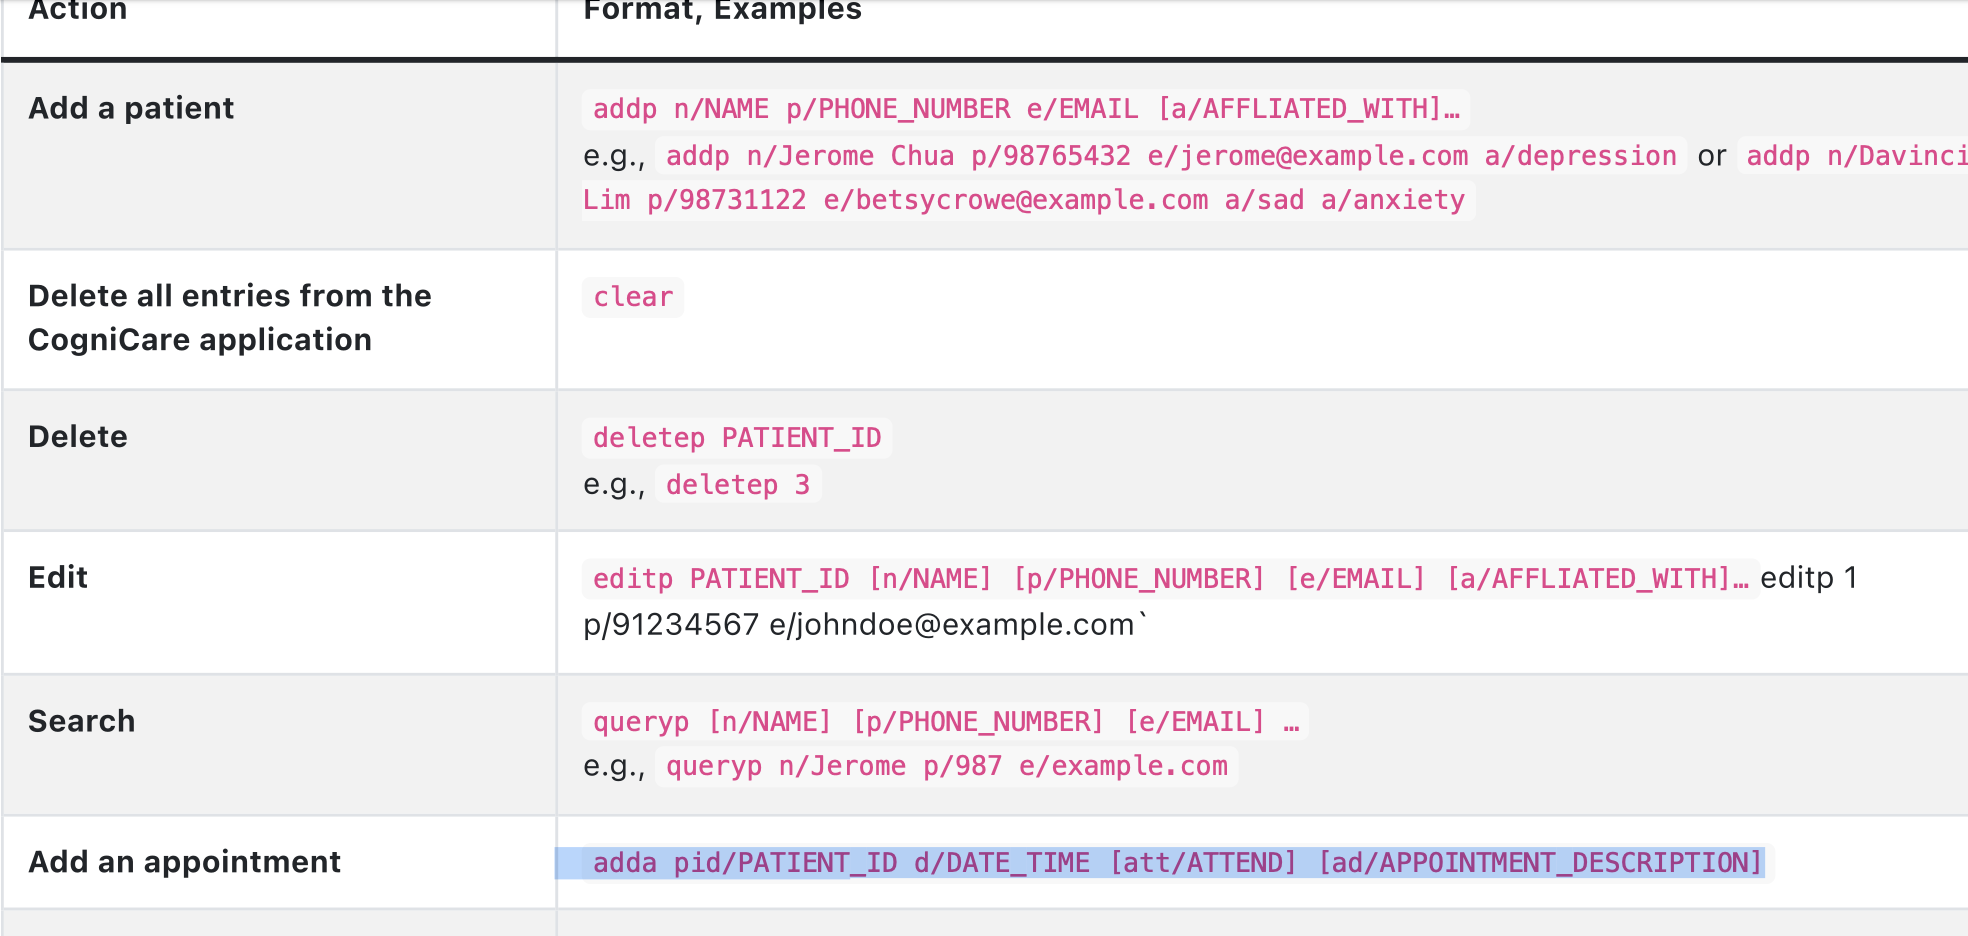 Action
Format, Examples
Add a patient
addp n/NAME p/PHONE_NUMBER e/EMAIL [a/AFFLIATED_WITH]…
e.g., addp n/Jerome Chua p/98765432 e/jerome@example.com a/depression or addp n/Davinci
Lim p/98731122 e/betsycrowe@example.com a/sad a/anxiety
Delete all entries from the
CogniCare application
clear
Delete
deletep PATIENT_ID
e.g., deletep 3
Edit
editp PATIENT_ID [n/NAME] [p/PHONE_NUMBER] [e/EMAIL] [a/AFFLIATED_WITH]… editp 1
p/91234567 e/johndoe@example.com`
Search
queryp [n/NAME] [p/PHONE_NUMBER] [e/EMAIL] …
e.g., queryp n/Jerome p/987 e/example.com
Add an appointment
adda pid/PATIENT_ID d/DATE_TIME [att/ATTEND] [ad/APPOINTMENT_DESCRIPTION]